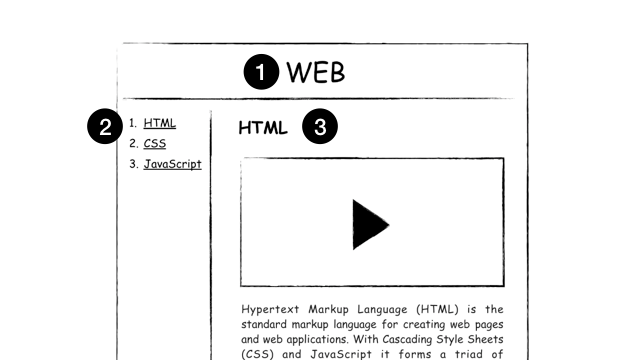 1 WEB
2
1. HTML
2. CSS
3. JavaScript
HTML 3
Hypertext Markup Language (HTML) is the
standard markup language for creating web pages
and web applications. With Cascading Style Sheets
(CSS) and JavaScript it forms a triad of